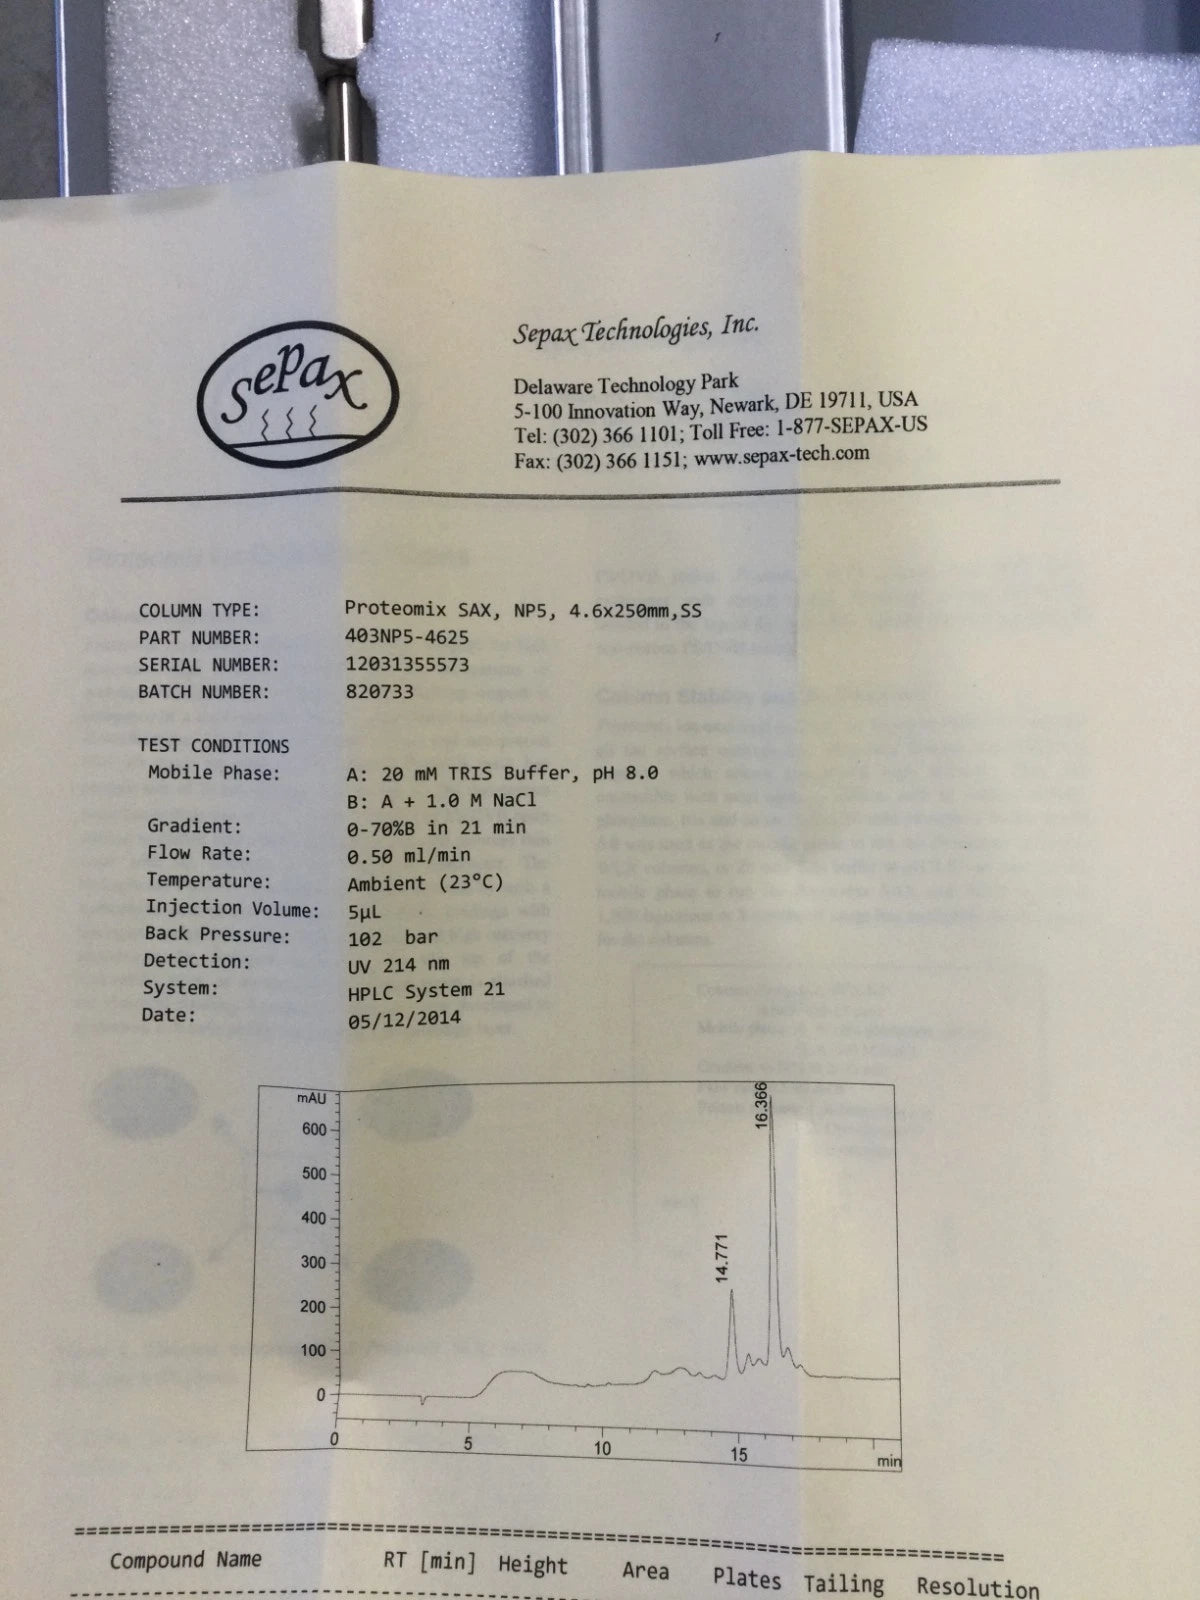 sepax
Sepax Technologies, Inc.
Delaware Technology Park
5-100 Innovation Way, Newark, DE 19711, USA
Tel: (302) 366 1101; Toll Free: 1-877-SEPAX-US
Fax: (302) 366 1151; www.sepax-tech.com
COLUMN TYPE: Proteomix SAX, NP5, 4.6x250mm,SS
PART NUMBER: 403NP5-4625
SERIAL NUMBER: 12031355573
BATCH NUMBER: 820733
TEST CONDITIONS
Mobile Phase: A: 20 mM TRIS Buffer, pH 8.0
B: A + 1.0 M NaCl
Gradient: 0-70%B in 21 min
Flow Rate: 0.50 ml/min
Temperature: Ambient (23°C)
Injection Volume: 5µL
Back Pressure: 102 bar
Detection: UV 214 nm
System: HPLC System 21
Date: 05/12/2014
mAU
600
500
400
300
200
100
0
14.771
16.366
0 5 10 15 min
Compound Name RT [min] Height Area Plates Tailing Resolution